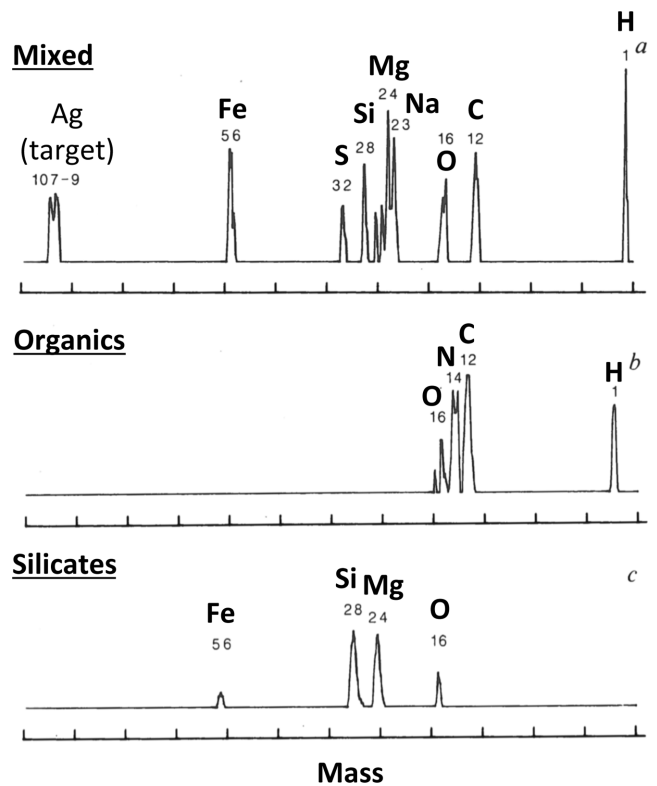 Mixed
H
1
a
Mg
24
Na
23
Ag
(target)
107-9
Fe
56
Si
28
S
32
16
O
C
12
Organics
C
12
b
N
14
H
1
O
16
Silicates
c
Si
28
Mg
24
Fe
56
O
16
Mass